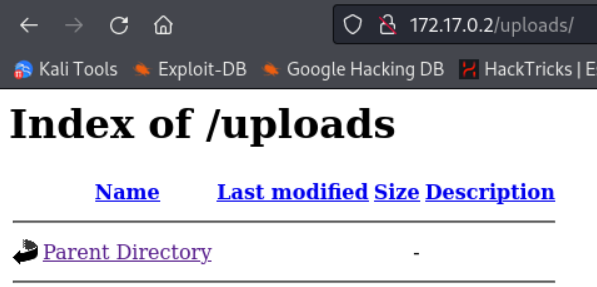 172.17.0.2/uploads/
Kali Tools Exploit-DB Google Hacking DB HackTricks | E
Index of /uploads
Name Last modified Size Description
Parent Directory -